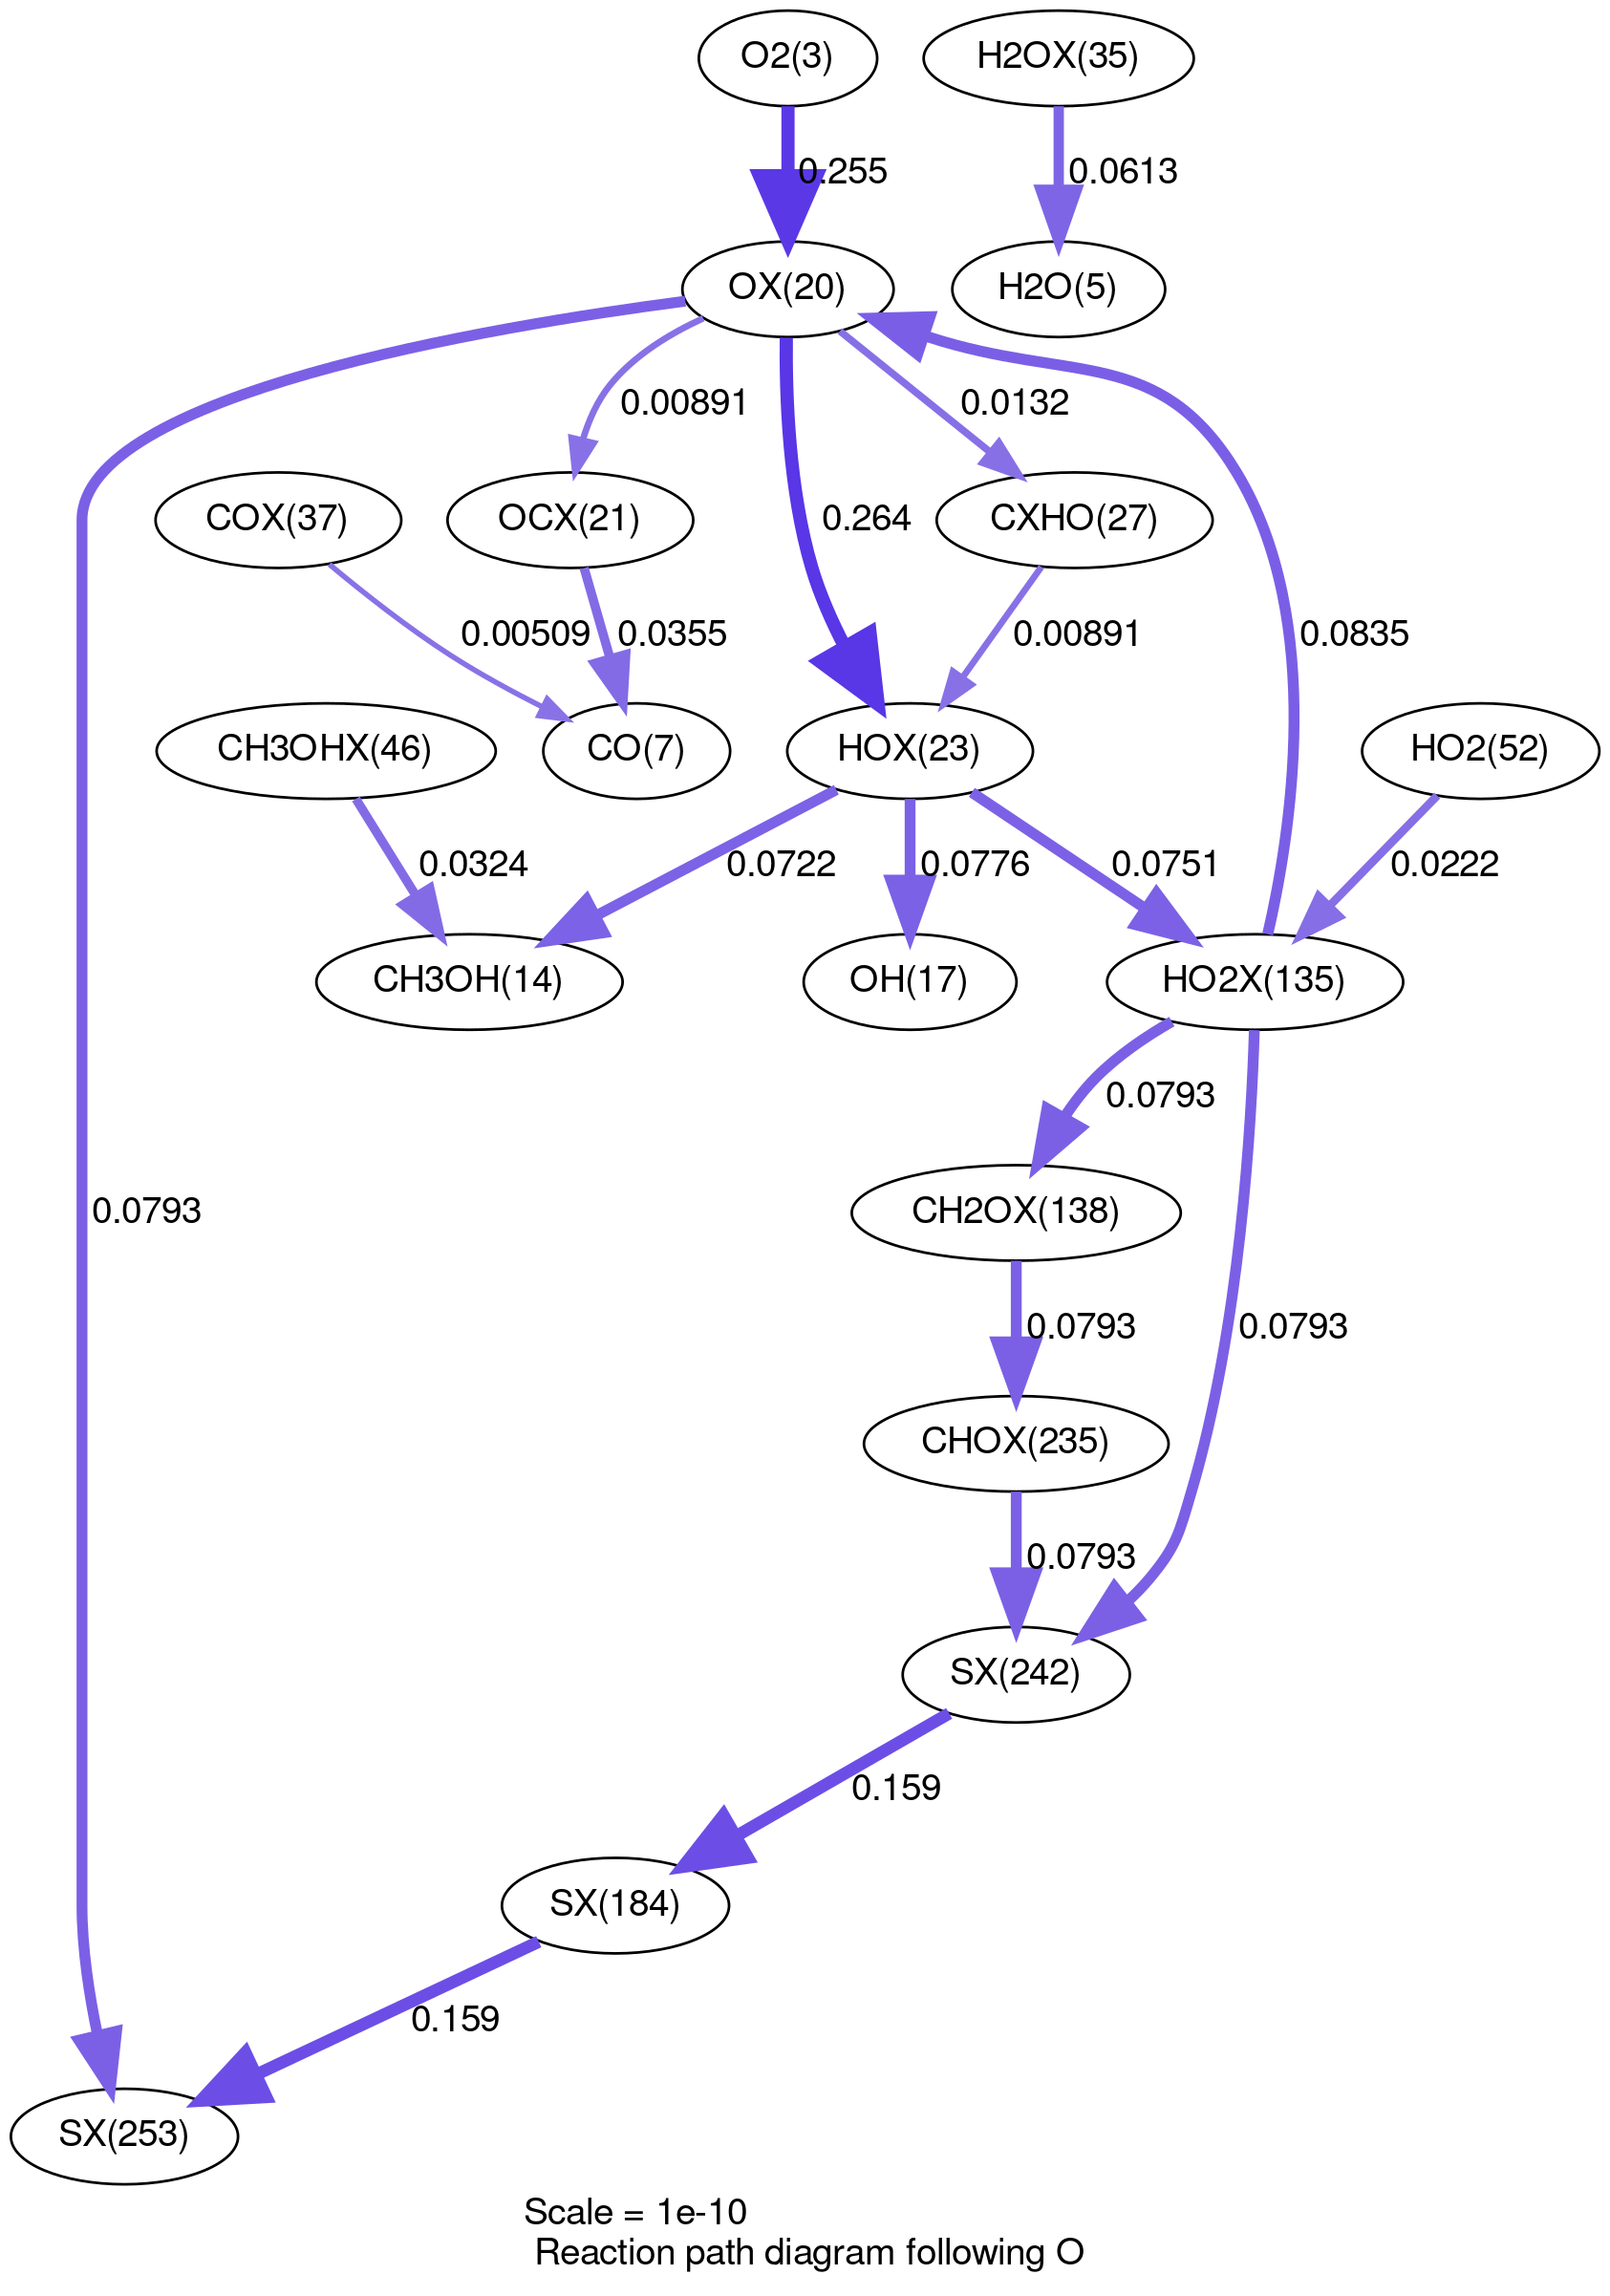 O2(3)
H2OX(35)
0.255
0.0613
OX(20)
H2O(5)
0.00891
0.0132
COX(37)
OCX(21)
0.264
CXHO(27)
0.00509
0.0355
0.00891
0.0835
CH3OHX(46)
CO(7)
HOX(23)
HO2(52)
0.0324
0.0722
0.0776
0.0751
0.0222
CH3OH(14)
OH(17)
HO2X(135)
0.0793
CH2OX(138)
0.0793
0.0793
0.0793
CHOX(235)
0.0793
SX(242)
0.159
SX(184)
0.159
SX(253)
Scale = 1e-10
Reaction path diagram following O